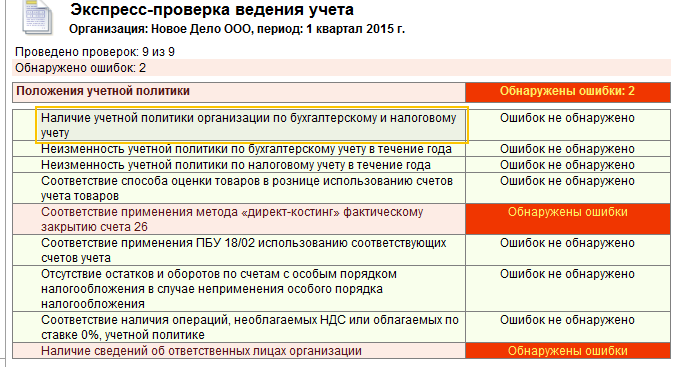 Экспресс-проверка ведения учета
Организация: Новое Дело ООО, период: 1 квартал 2015 г.
Проведено проверок: 9 из 9
Обнаружено ошибок: 2
Положения учетной политики Обнаружены ошибки: 2
Наличие учетной политики организации по бухгалтерскому и налоговому Ошибок не обнаружено
учету
Неизменность учетной политики по бухгалтерскому учету в течение года Ошибок не обнаружено
Неизменность учетной политики по налоговому учету в течение года Ошибок не обнаружено
Соответствие способа оценки товаров в рознице использованию счетов Ошибок не обнаружено
учета товаров
Соответствие применения метода «директ-костинг» фактическому Обнаружены ошибки
закрытию счета 26
Соответствие применения ПБУ 18/02 использованию соответствующих Ошибок не обнаружено
счетов учета
Отсутствие остатков и оборотов по счетам с особым порядком Ошибок не обнаружено
налогообложения в случае неприменения особого порядка
налогообложения
Соответствие наличия операций, необлагаемых НДС или облагаемых по Ошибок не обнаружено
ставке 0%, учетной политике
Наличие сведений об ответственных лицах организации Обнаружены ошибки